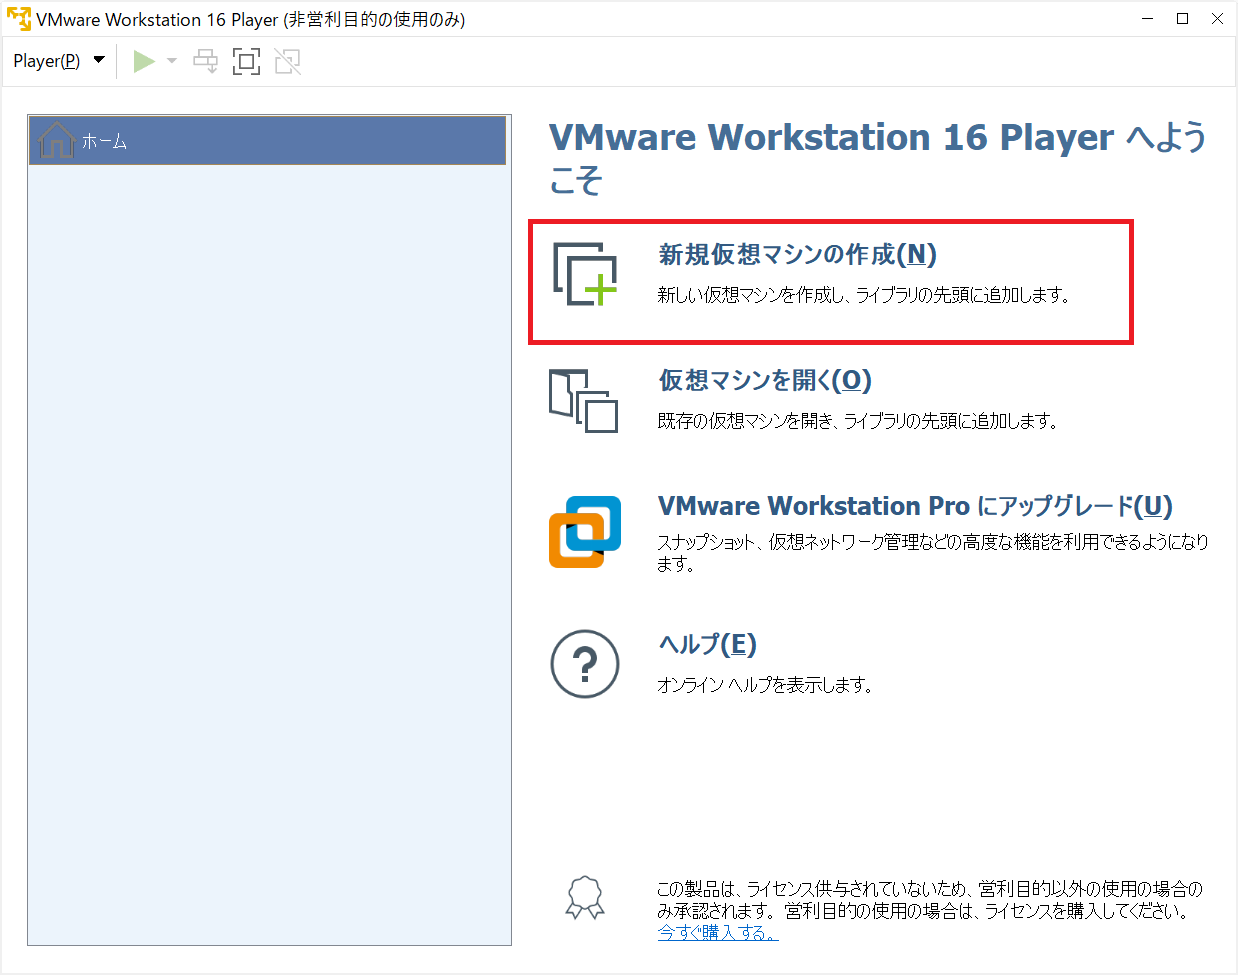 VMware Workstation 16 Player (非営利目的の使用のみ)
Player(P)
ホーム
VMware Workstation 16 Player へよう
こそ
新規仮想マシンの作成(N)
新しい仮想マシンを作成し、ライブラリの先頭に追加します。
仮想マシンを開く(O)
既存の仮想マシンを開き、ライブラリの先頭に追加します。
VMware Workstation Pro にアップグレード(U)
スナップショット、仮想ネットワーク管理などの高度な機能を利用できるようになり
ます。
ヘルプ(E)
オンライン ヘルプを表示します。
この製品は、ライセンス供与されていないため、営利目的以外の使用の場合の
み承認されます。 営利目的の使用の場合は、ライセンスを購入してください。
今すぐ購入する。